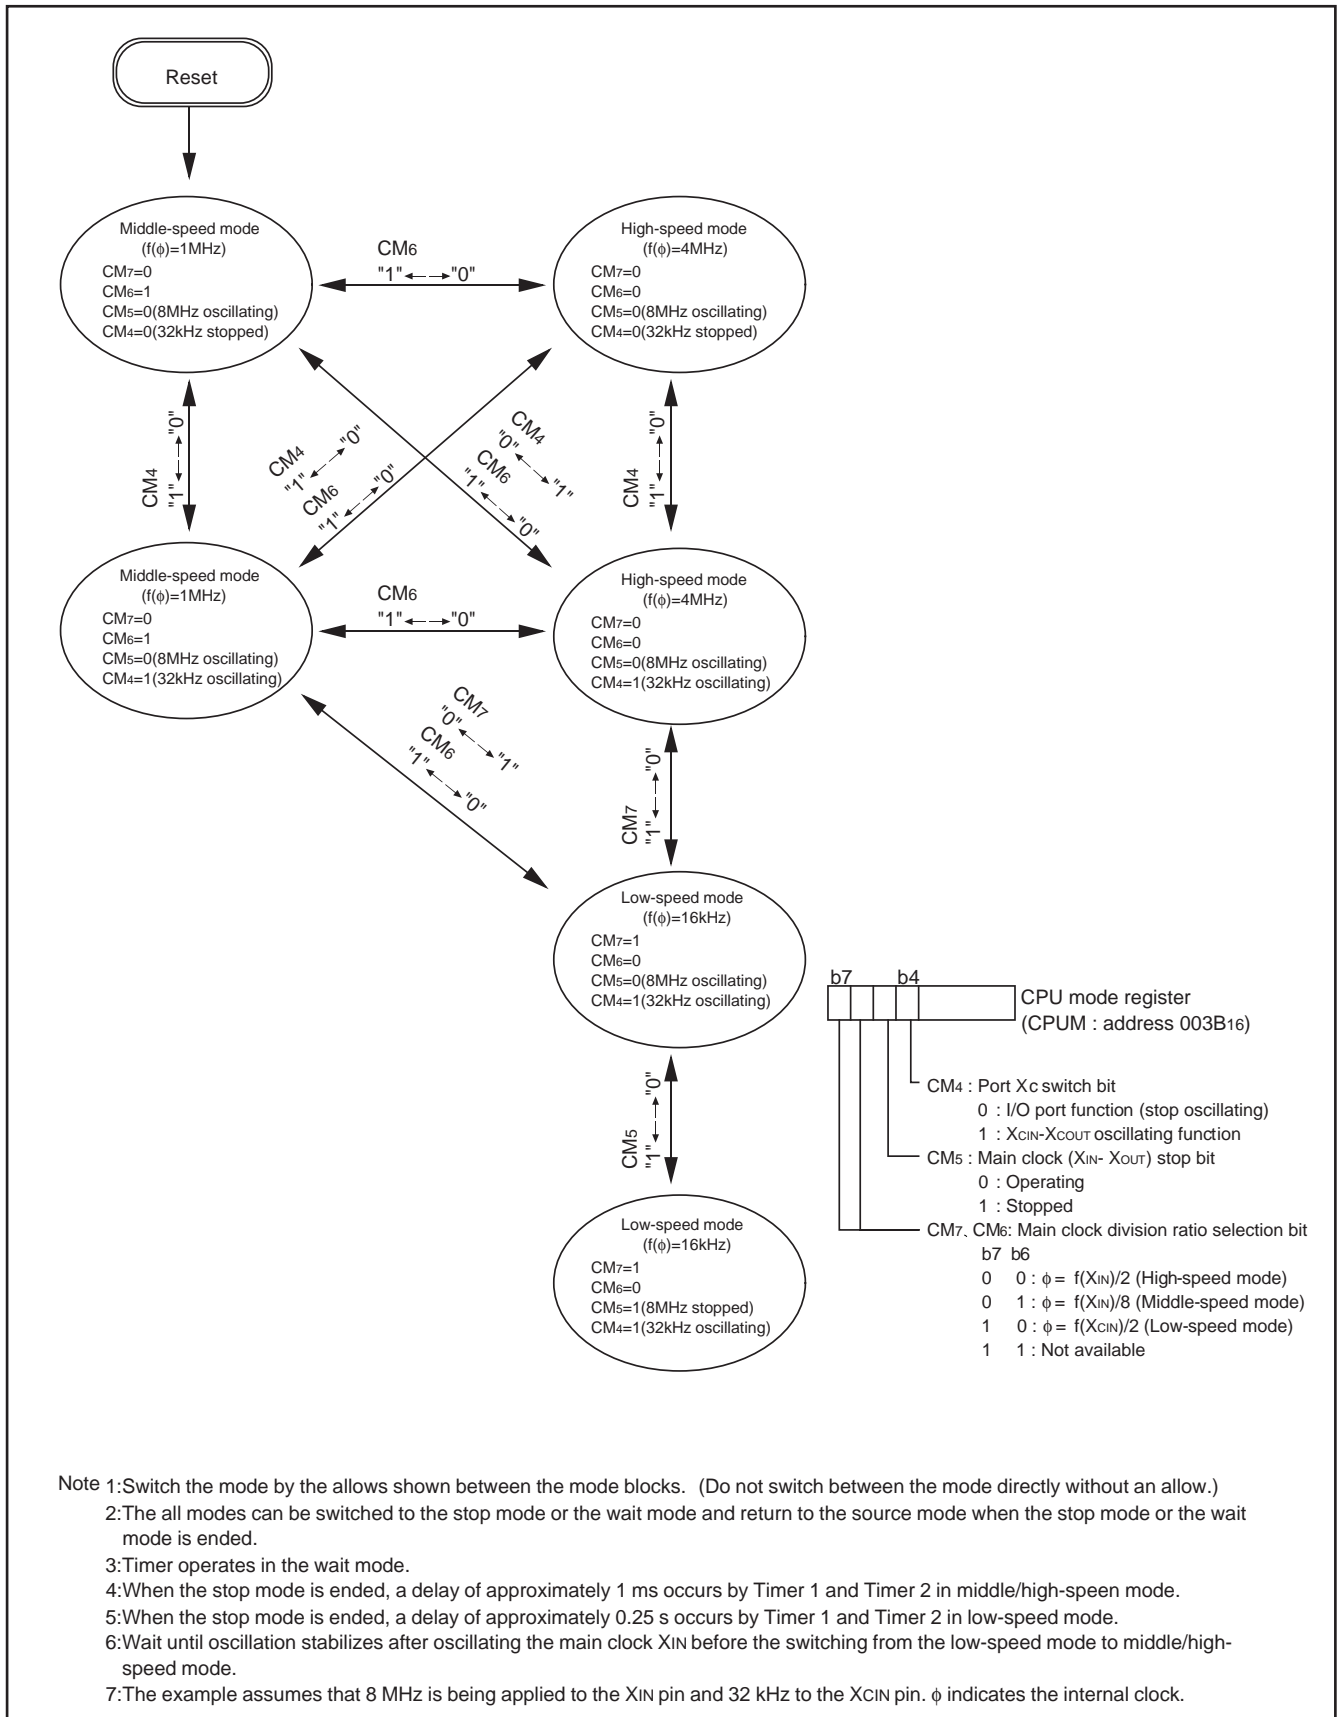 Reset
Middle-speed mode
(f(ϕ)=1MHz)
CM7=0
CM6=1
CM5=0(8MHz oscillating)
CM4=0(32kHz stopped)
CM6
"1"←→"0"
High-speed mode
(f(ϕ)=4MHz)
CM7=0
CM6=0
CM5=0(8MHz oscillating)
CM4=0(32kHz stopped)
CM4
"1"←→"0"
CM4
"1"←→"0"
CM6
"1"←→"0"
CM4
"0"←→"1"
CM6
"1"←→"0"
CM4
"1"←→"0"
Middle-speed mode
(f(ϕ)=1MHz)
CM7=0
CM6=1
CM5=0(8MHz oscillating)
CM4=1(32kHz oscillating)
CM6
"1"←→"0"
High-speed mode
(f(ϕ)=4MHz)
CM7=0
CM6=0
CM5=0(8MHz oscillating)
CM4=1(32kHz oscillating)
CM7
"0"←→"1"
CM6
"1"←→"0"
CM7
"1"←→"0"
Low-speed mode
(f(ϕ)=16kHz)
CM7=1
CM6=0
CM5=0(8MHz oscillating)
CM4=1(32kHz oscillating)
CM5
"1"←→"0"
Low-speed mode
(f(ϕ)=16kHz)
CM7=1
CM6=0
CM5=1(8MHz stopped)
CM4=1(32kHz oscillating)
b7 b4
CPU mode register
(CPUM : address 003B16)
CM4 : Port Xc switch bit
0 : I/O port function (stop oscillating)
1 : XCIN-XCOUT oscillating function
CM5 : Main clock (XIN- XOUT) stop bit
0 : Operating
1 : Stopped
CM7、CM6: Main clock division ratio selection bit
b7 b6
0 0 : ϕ = f(XIN)/2 (High-speed mode)
0 1 : ϕ = f(XIN)/8 (Middle-speed mode)
1 0 : ϕ = f(XCIN)/2 (Low-speed mode)
1 1 : Not available
Note 1:Switch the mode by the allows shown between the mode blocks. (Do not switch between the mode directly without an allow.)
2:The all modes can be switched to the stop mode or the wait mode and return to the source mode when the stop mode or the wait
mode is ended.
3:Timer operates in the wait mode.
4:When the stop mode is ended, a delay of approximately 1 ms occurs by Timer 1 and Timer 2 in middle/high-speen mode.
5:When the stop mode is ended, a delay of approximately 0.25 s occurs by Timer 1 and Timer 2 in low-speed mode.
6:Wait until oscillation stabilizes after oscillating the main clock XIN before the switching from the low-speed mode to middle/high-
speed mode.
7:The example assumes that 8 MHz is being applied to the XIN pin and 32 kHz to the XCIN pin. ϕ indicates the internal clock.